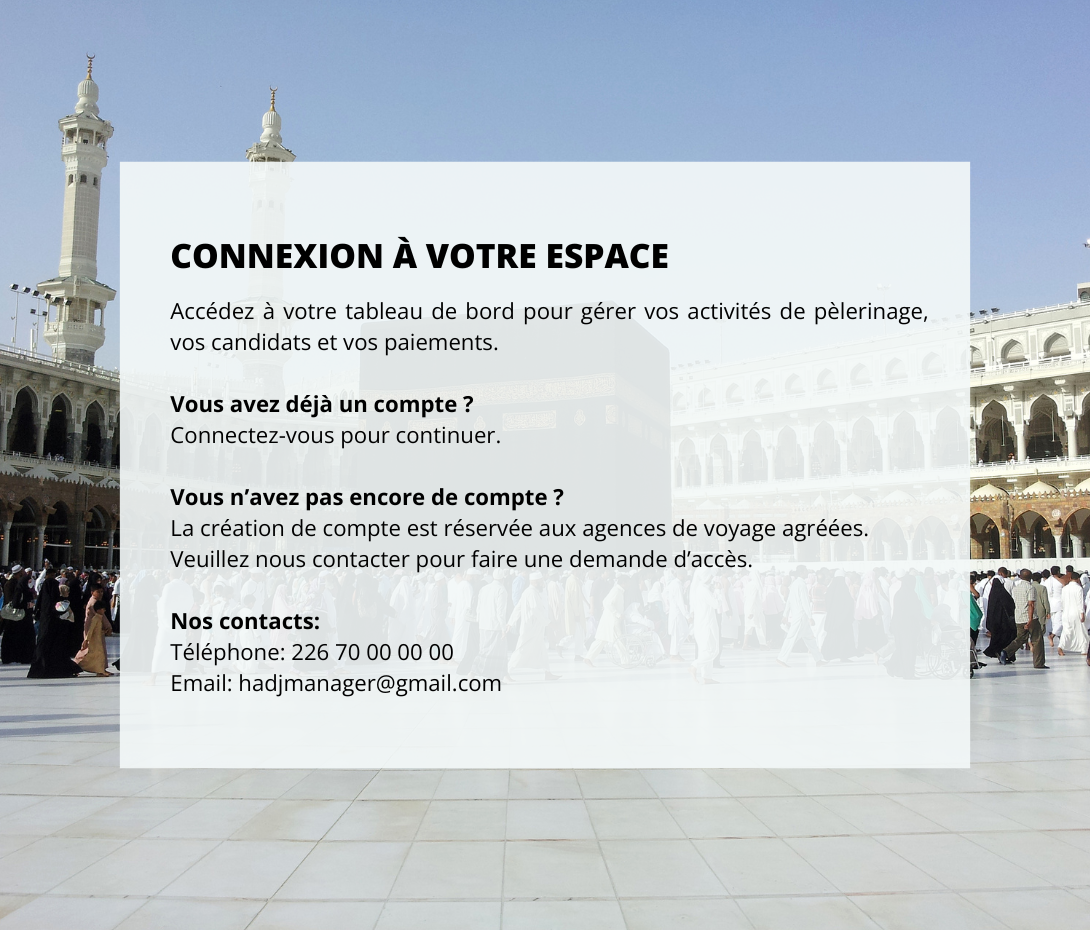 CONNEXION À VOTRE ESPACE
Accédez à votre tableau de bord pour gérer vos activités de pèlerinage,
vos candidats et vos paiements.
Vous avez déjà un compte ?
Connectez-vous pour continuer.
Vous n’avez pas encore de compte ?
La création de compte est réservée aux agences de voyage agréées.
Veuillez nous contacter pour faire une demande d’accès.
Nos contacts:
Téléphone: 226 70 00 00 00
Email: hadjmanager@gmail.com